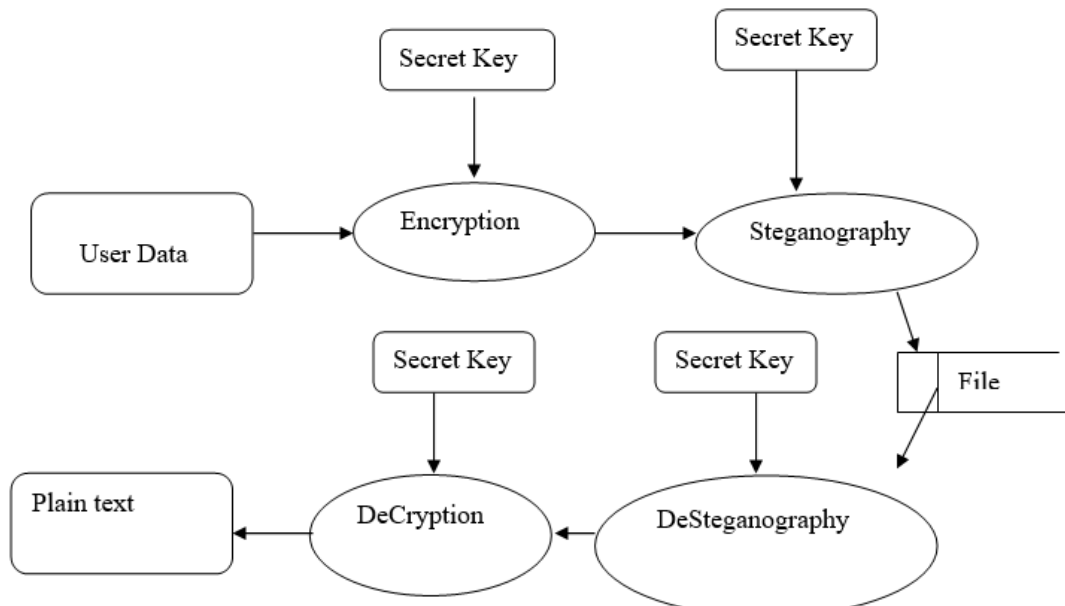 Secret Key
Secret Key
User Data
Encryption
Steganography
Secret Key
Secret Key
File
Plain text
DeCryption
DeSteganography